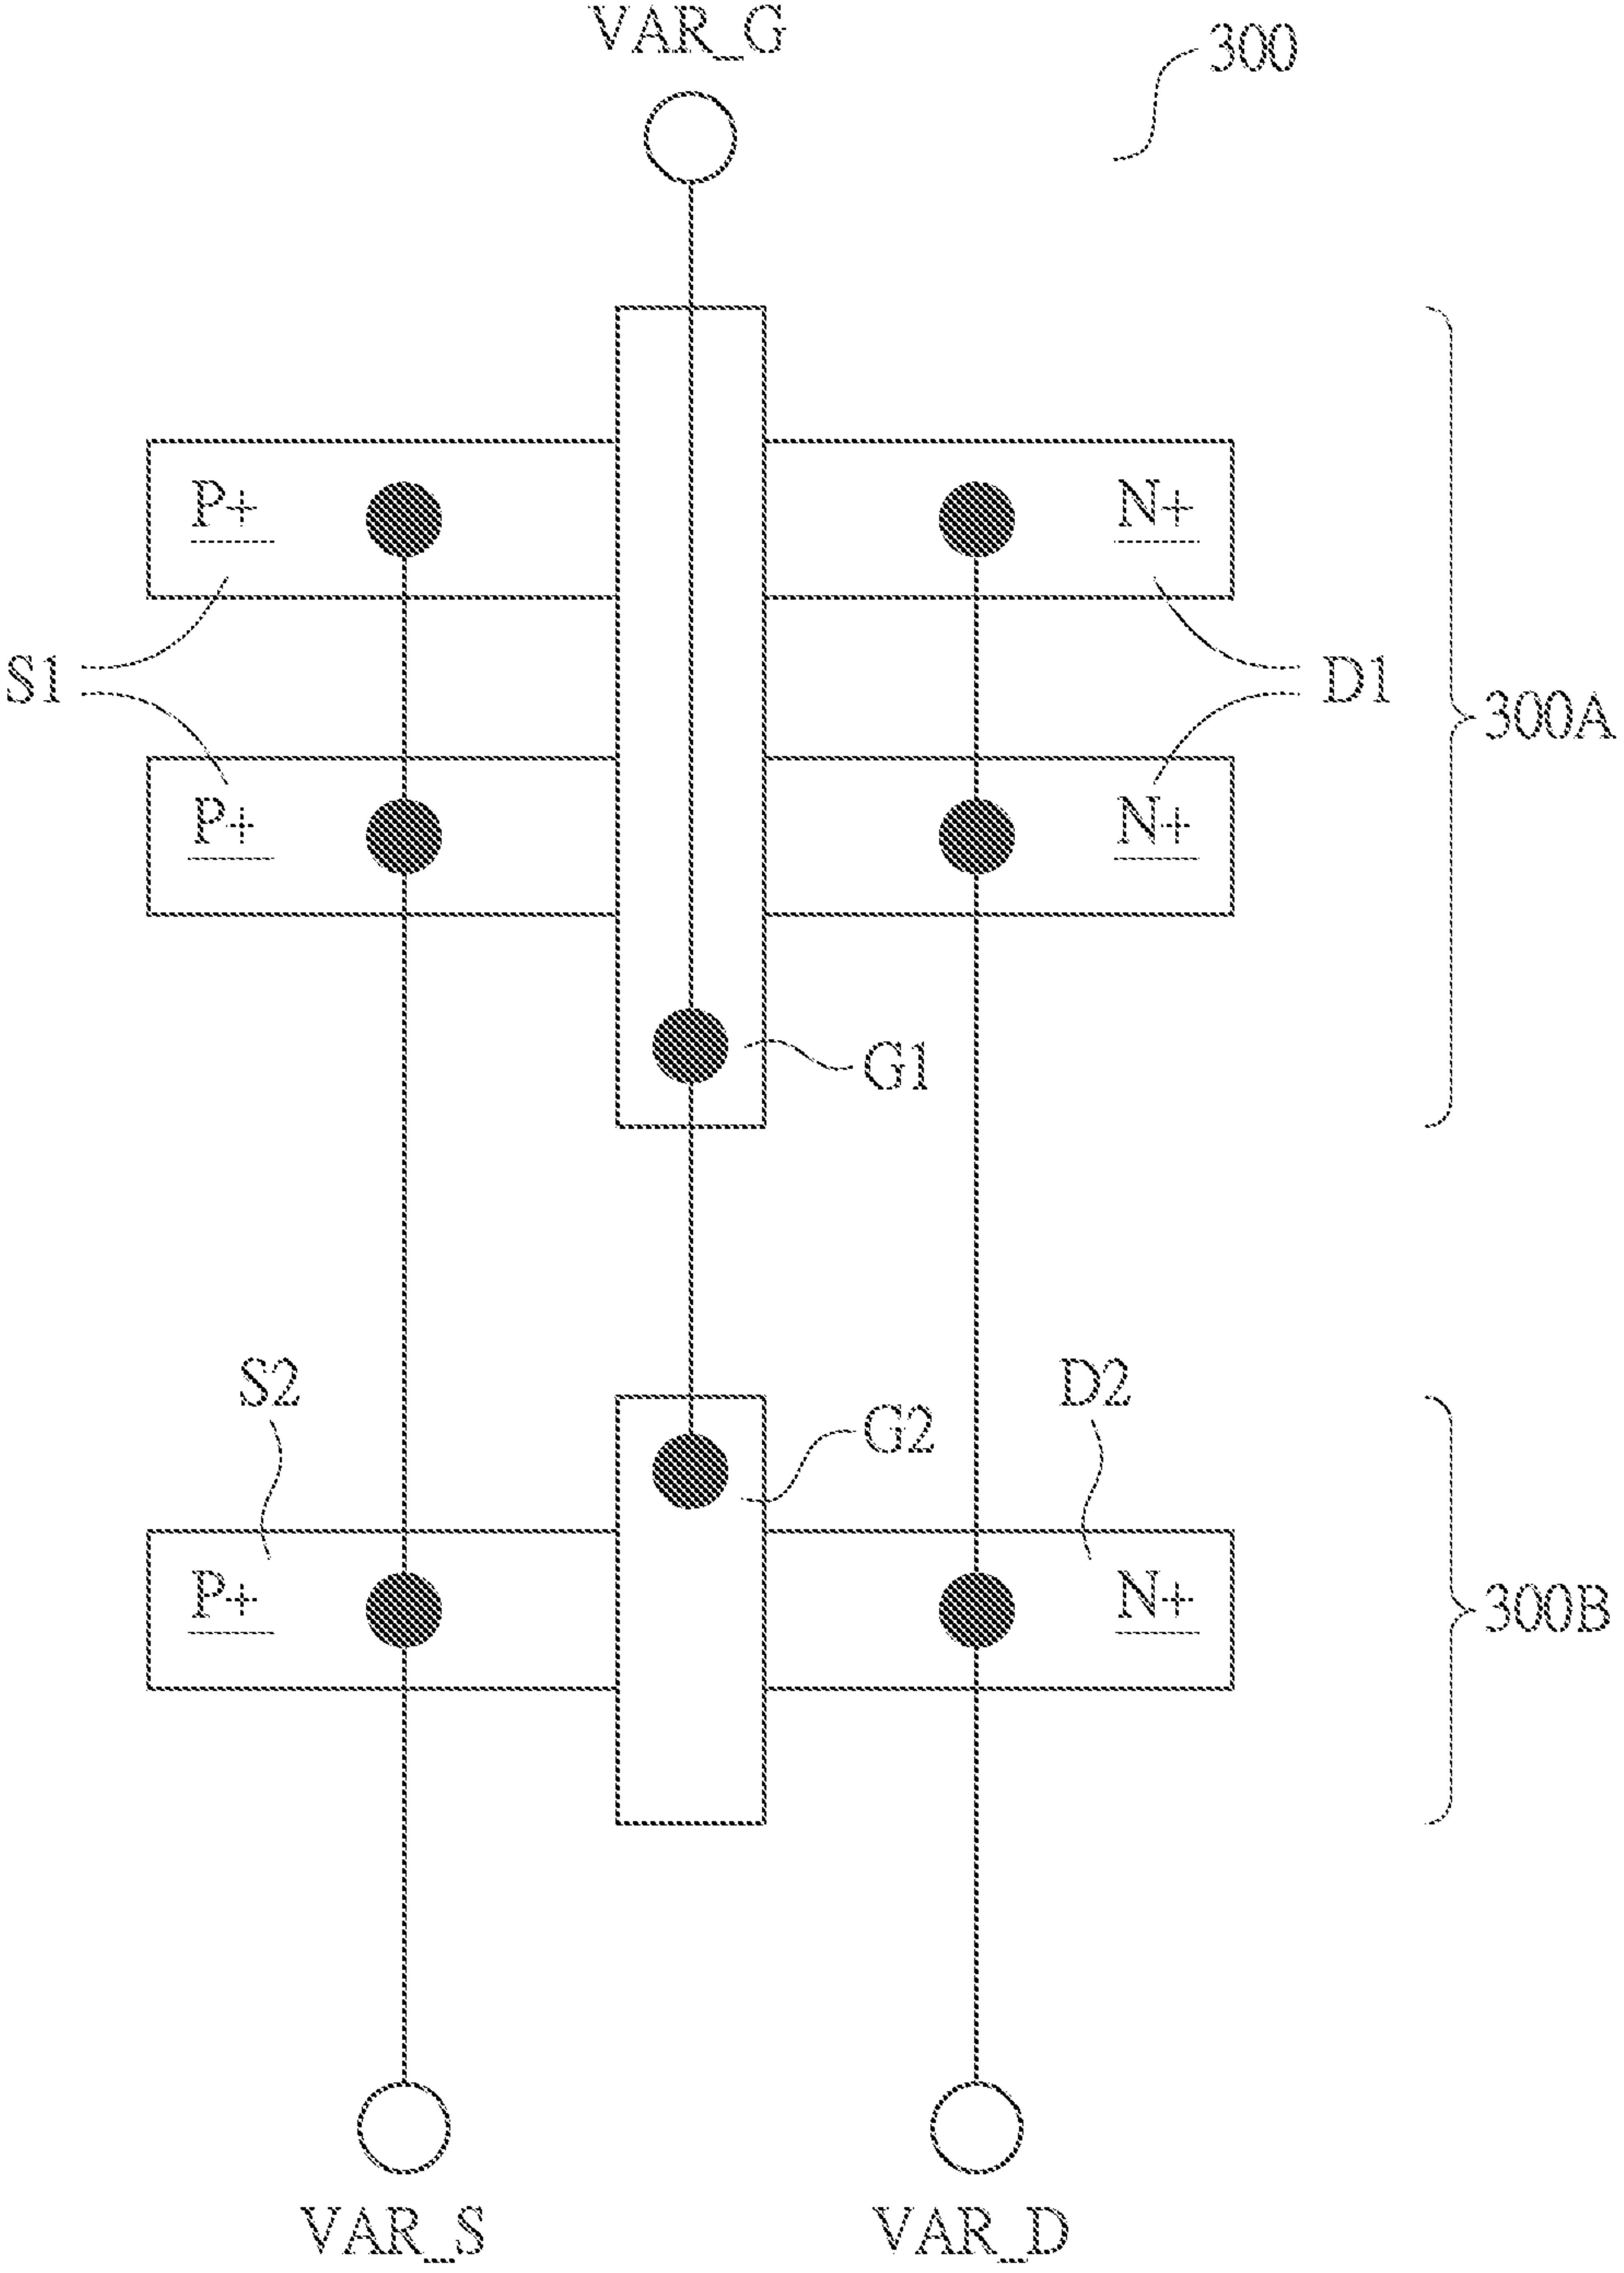 VAR_G
300
P+
N+
S1
D1
300A
P+
N+
G1
S2
D2
G2
P+
N+
300B
VAR_S
VAR_D